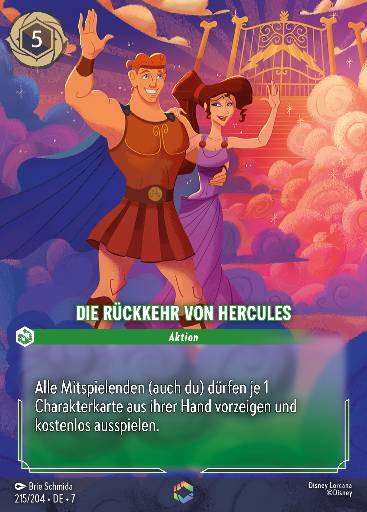 5
DIE RÜCKKEHR VON HERCULES
Aktion
Alle Mitspielenden (auch du) dürfen je 1
Charakterkarte aus ihrer Hand vorzeigen und
kostenlos ausspielen.
Brie Schmida
Disney Lorcana
215/204 • DE • 7
©Disney